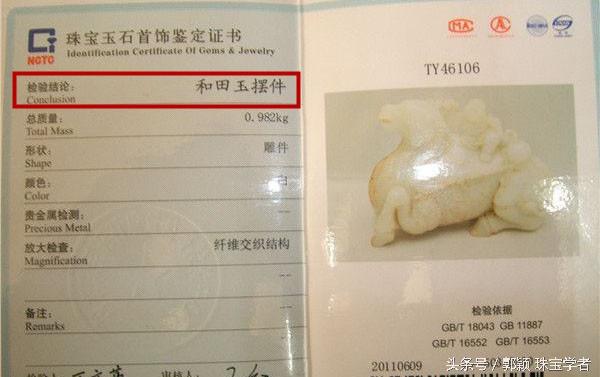 NGTC
珠宝玉石首饰鉴定证书
Identification Certificate Of Gems & Jewelry
检验结论: 和田玉摆件
Conclusion
总质量: 0.982kg
Total Mass
形状: 雕件
Shape
颜色: 白
Color
贵金属检测: --
Precious Metal
放大检查: 纤维交织结构
Magnification
--
备注: --
Remarks
TY46106
检验依据
GB/T 18043 GB 11887
GB/T 16552 GB/T 16553
20110609
头条号 / 郭颖 珠宝学者